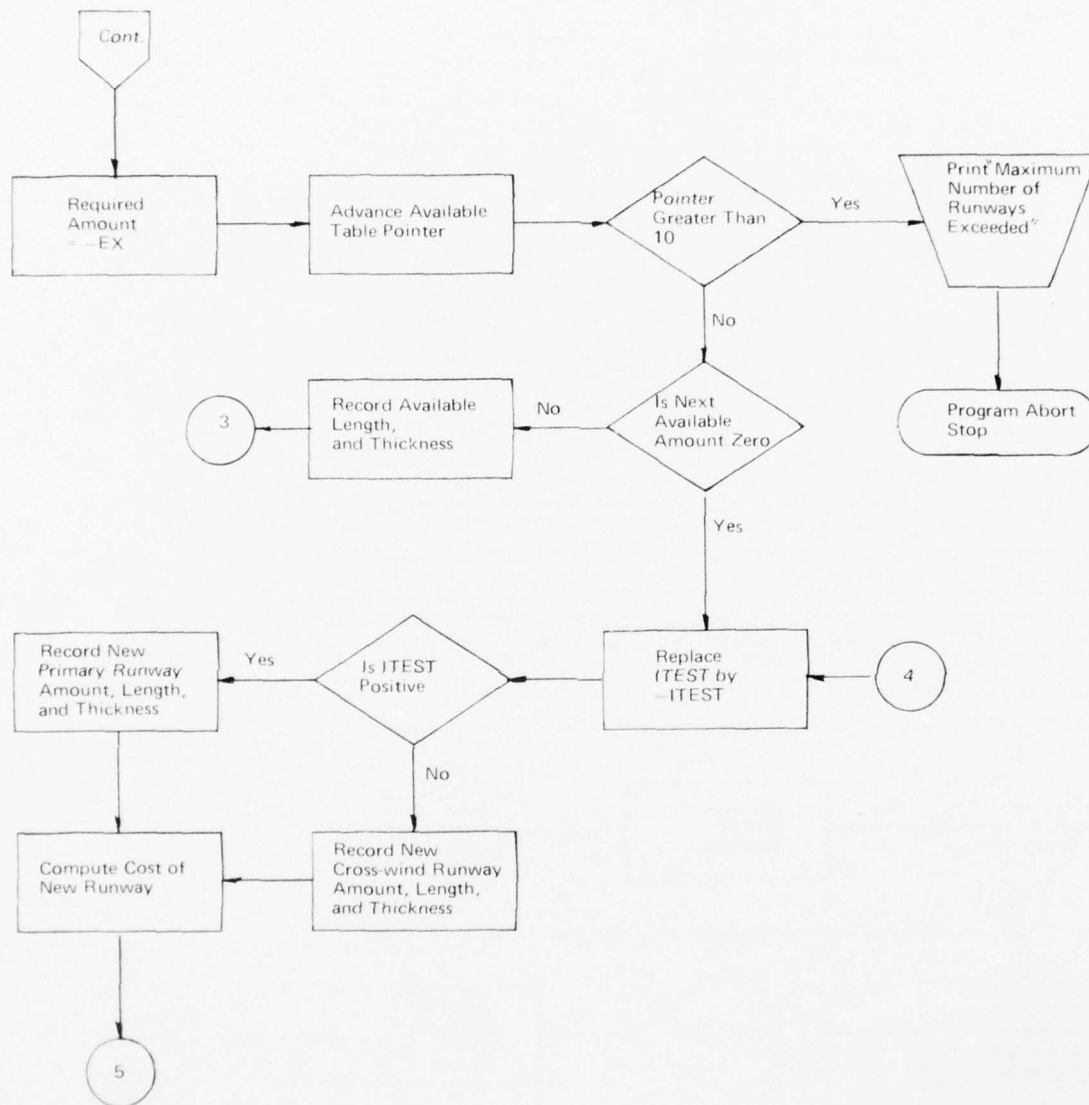 Cont.
Required
Amount
= -EX
Advance Available
Table Pointer
Pointer
Greater Than
10
Yes
Print "Maximum
Number of
Runways
Exceeded"
No
Program Abort
Stop
Is Next
Available
Amount Zero
No
Record Available
Length,
and Thickness
3
Yes
Replace
ITEST by
-ITEST
4
Is ITEST
Positive
Yes
Record New
Primary Runway
Amount, Length,
and Thickness
No
Record New
Cross-wind Runway
Amount, Length,
and Thickness
Compute Cost of
New Runway
5